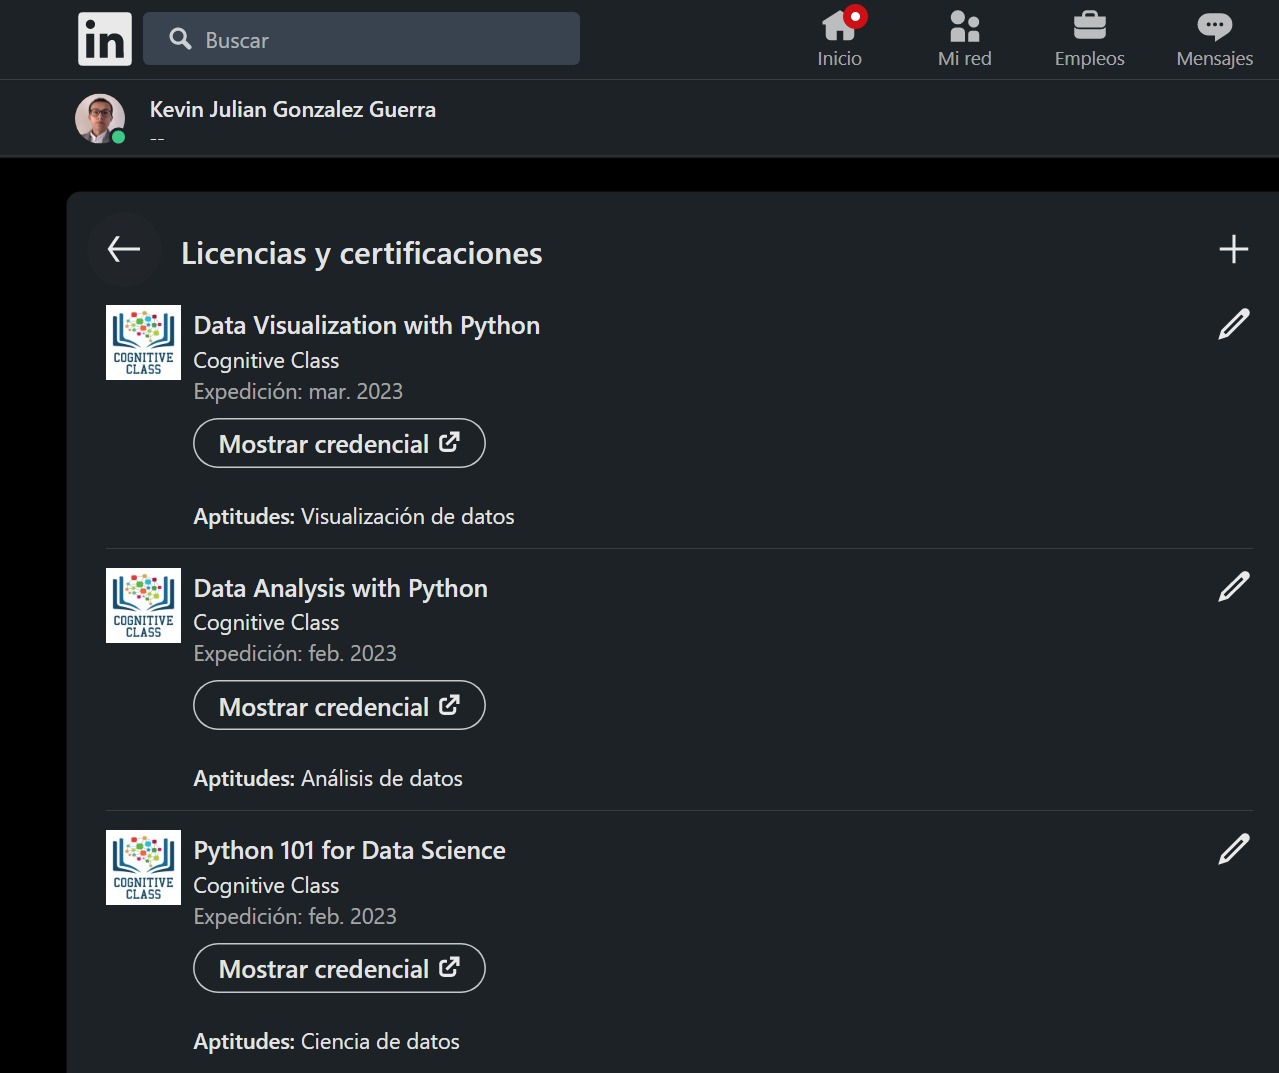 in
Buscar
Inicio
Mi red
Empleos
Mensajes
Kevin Julian Gonzalez Guerra
--
Licencias y certificaciones
COGNITIVE
CLASS
Data Visualization with Python
Cognitive Class
Expedición: mar. 2023
Mostrar credencial
Aptitudes: Visualización de datos
COGNITIVE
CLASS
Data Analysis with Python
Cognitive Class
Expedición: feb. 2023
Mostrar credencial
Aptitudes: Análisis de datos
COGNITIVE
CLASS
Python 101 for Data Science
Cognitive Class
Expedición: feb. 2023
Mostrar credencial
Aptitudes: Ciencia de datos